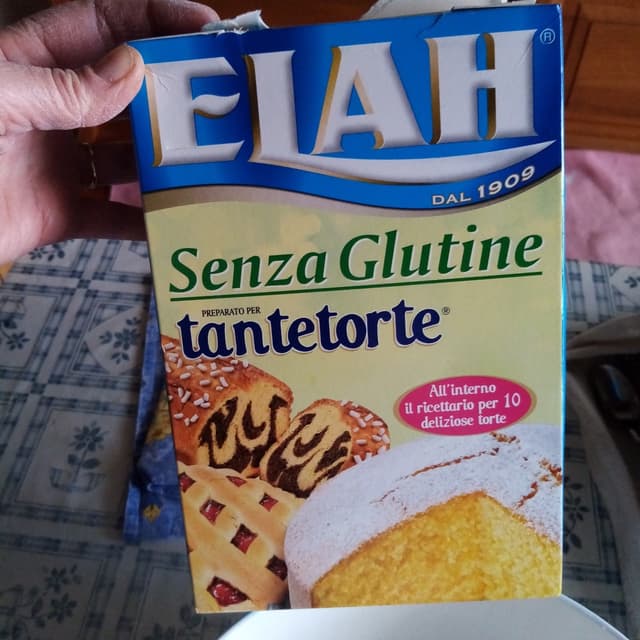 ELAH®
DAL 1909
Senza Glutine
PREPARATO PER
tantetorte®
All'interno
il ricettario per 10
deliziose torte